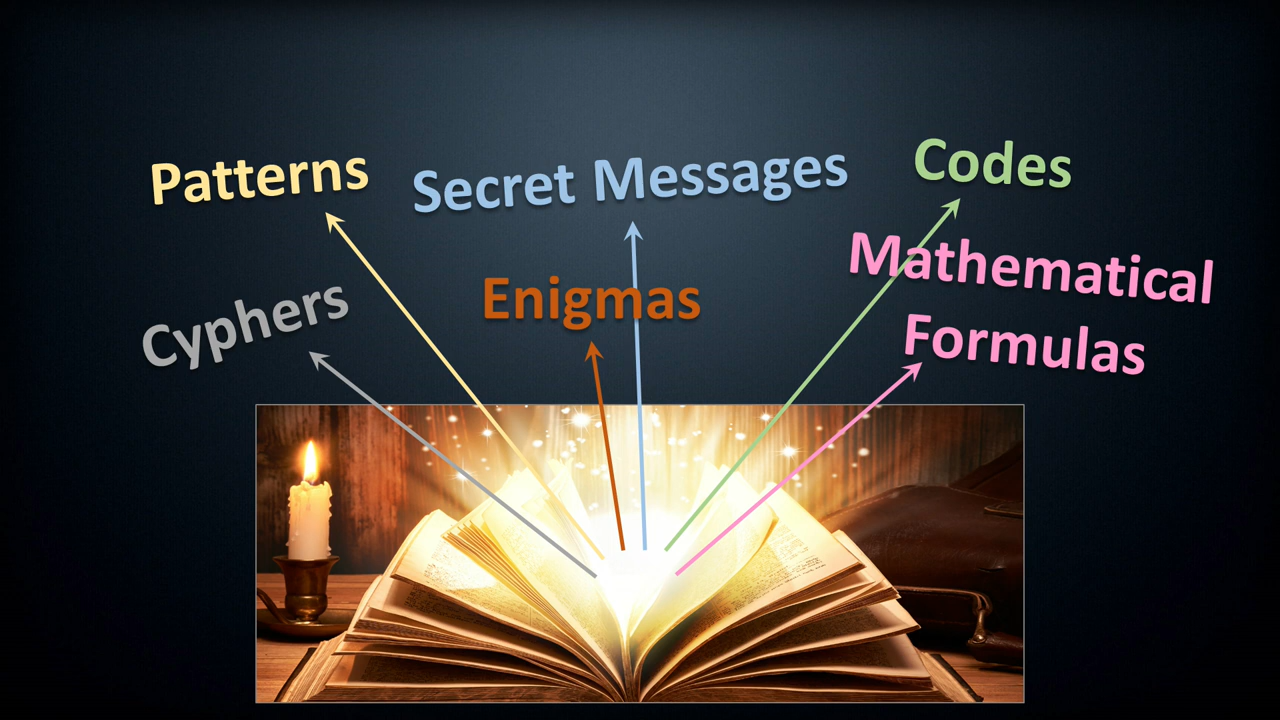 Patterns
Secret Messages
Codes
Cyphers
Enigmas
Mathematical
Formulas